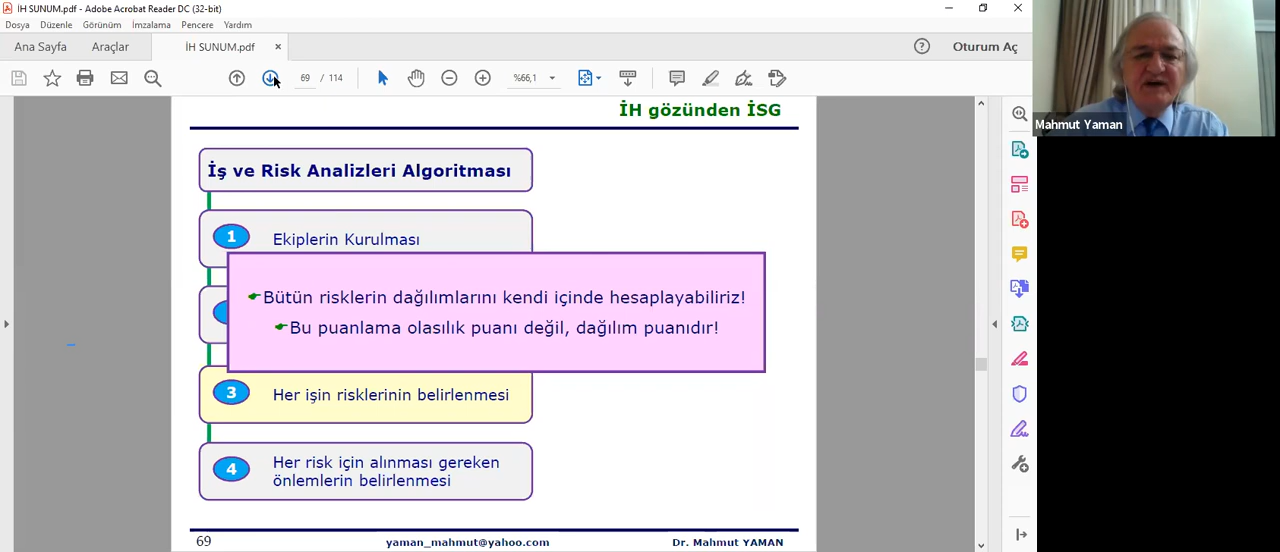 İH SUNUM.pdf - Adobe Acrobat Reader DC (32-bit)
Dosya Düzenle Görünüm İmzalama Pencere Yardım
Ana Sayfa Araçlar İH SUNUM.pdf × Oturum Aç
69 / 114 %66,1
Mahmut Yaman
İH gözünden İSG
İş ve Risk Analizleri Algoritması
1 Ekiplerin Kurulması
Bütün risklerin dağılımlarını kendi içinde hesaplayabiliriz!
Bu puanlama olasılık puanı değil, dağılım puanıdır!
3 Her işin risklerinin belirlenmesi
4 Her risk için alınması gereken
önlemlerin belirlenmesi
69 yaman_mahmut@yahoo.com Dr. Mahmut YAMAN